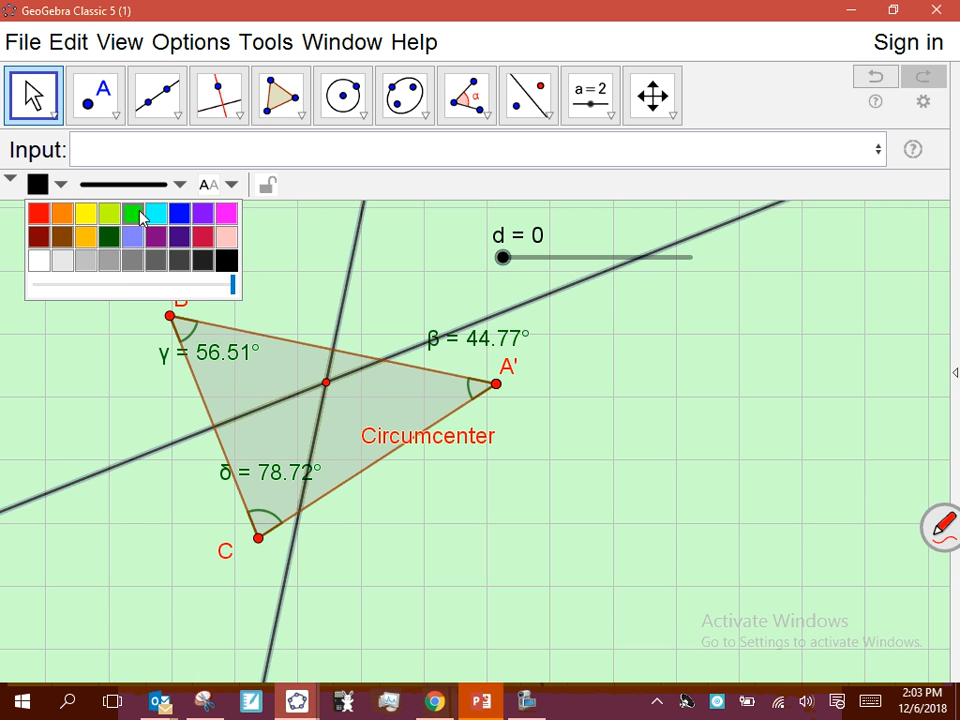 GeoGebra Classic 5 (1)
File Edit View Options Tools Window Help
Sign in
A
α
a = 2
Input:
AA
d = 0
B
γ = 56.51°
β = 44.77°
A'
Circumcenter
δ = 78.72°
C
Activate Windows
Go to Settings to activate Windows.
2:03 PM
12/6/2018